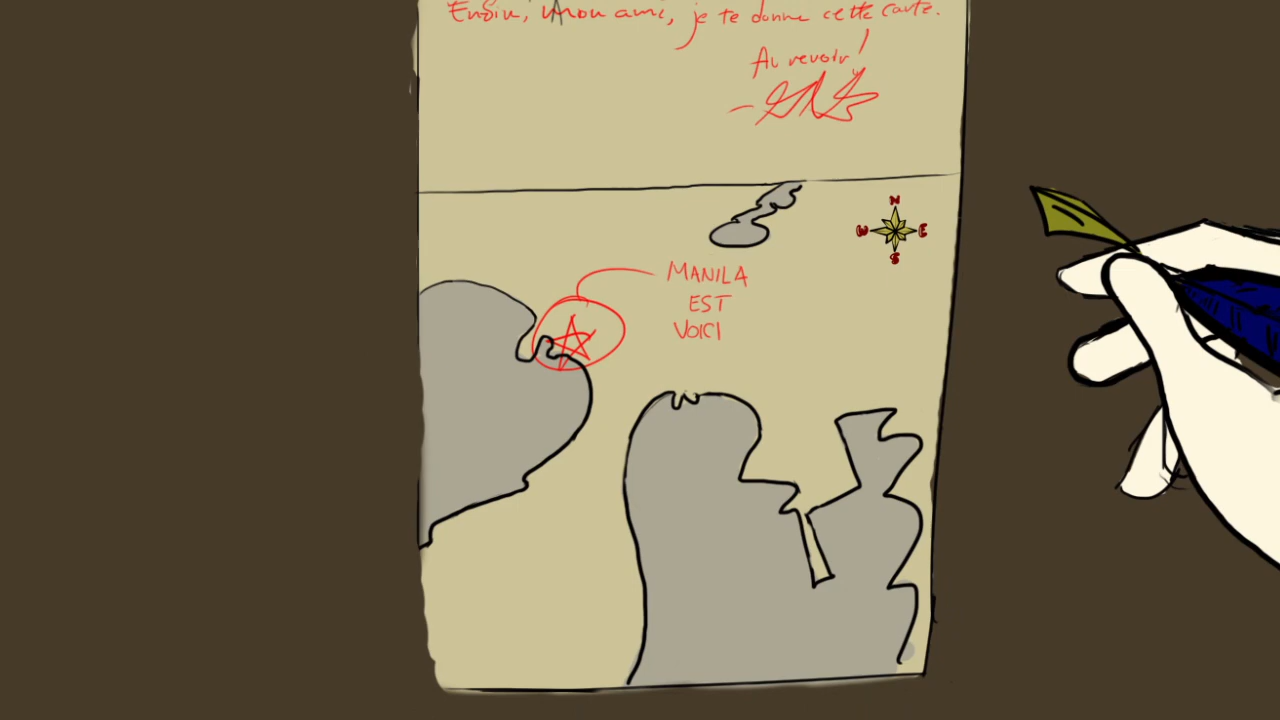 Enfin, mon ami, je te donne cette carte.
Au revoir!
N
W E
S
MANILA
EST
VOICI